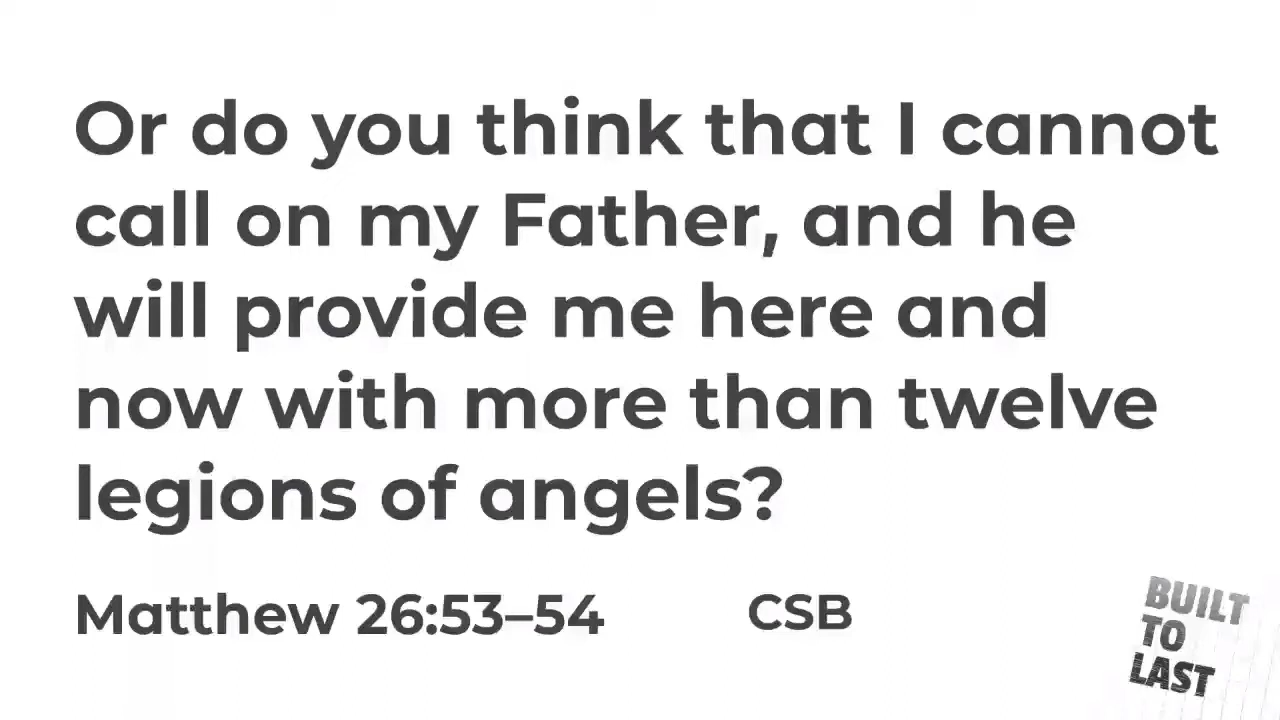 Or do you think that I cannot
call on my Father, and he
will provide me here and
now with more than twelve
legions of angels?
Matthew 26:53–54 CSB
BUILT
TO
LAST